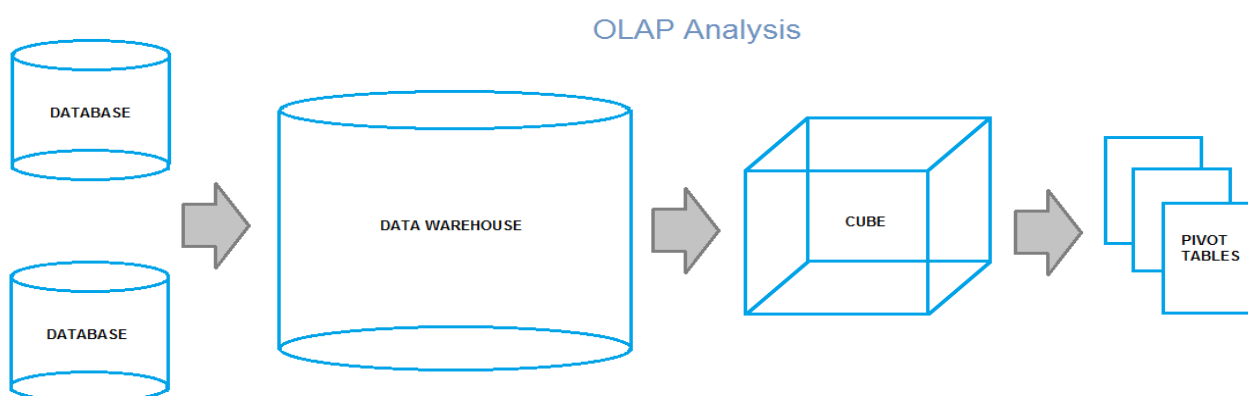 OLAP Analysis
DATABASE
DATABASE
DATA WAREHOUSE
CUBE
PIVOT
TABLES